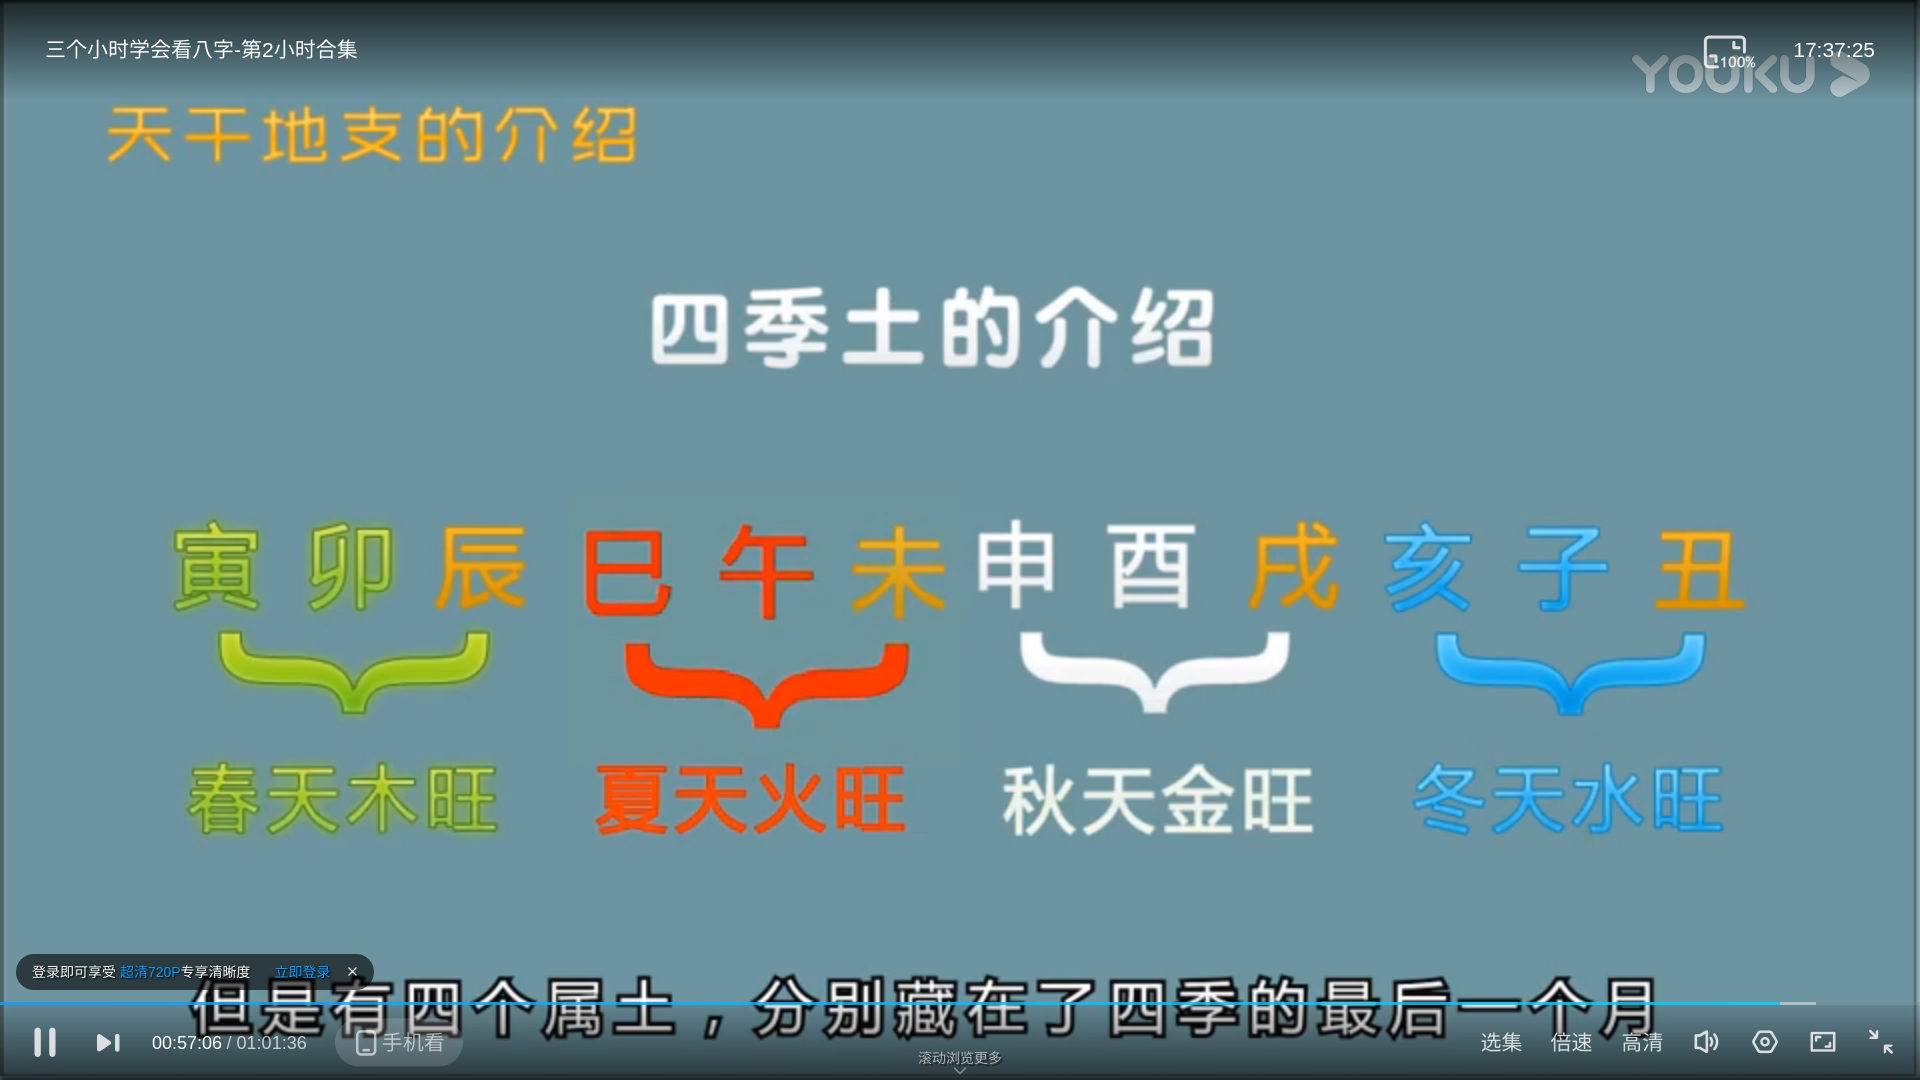 三个小时学会看八字-第2小时合集
100%
17:37:25
YOUKU
天干地支的介绍
四季土的介绍
寅 卯 辰 巳 午 未 申 酉 戌 亥 子 丑
春天木旺 夏天火旺 秋天金旺 冬天水旺
登录即可享受 超清720P专享清晰度 立即登录 ×
但是有四个属土，分别藏在了四季的最后一个月
00:57:06 / 01:01:36 手机看 选集 倍速 高清
滚动浏览更多